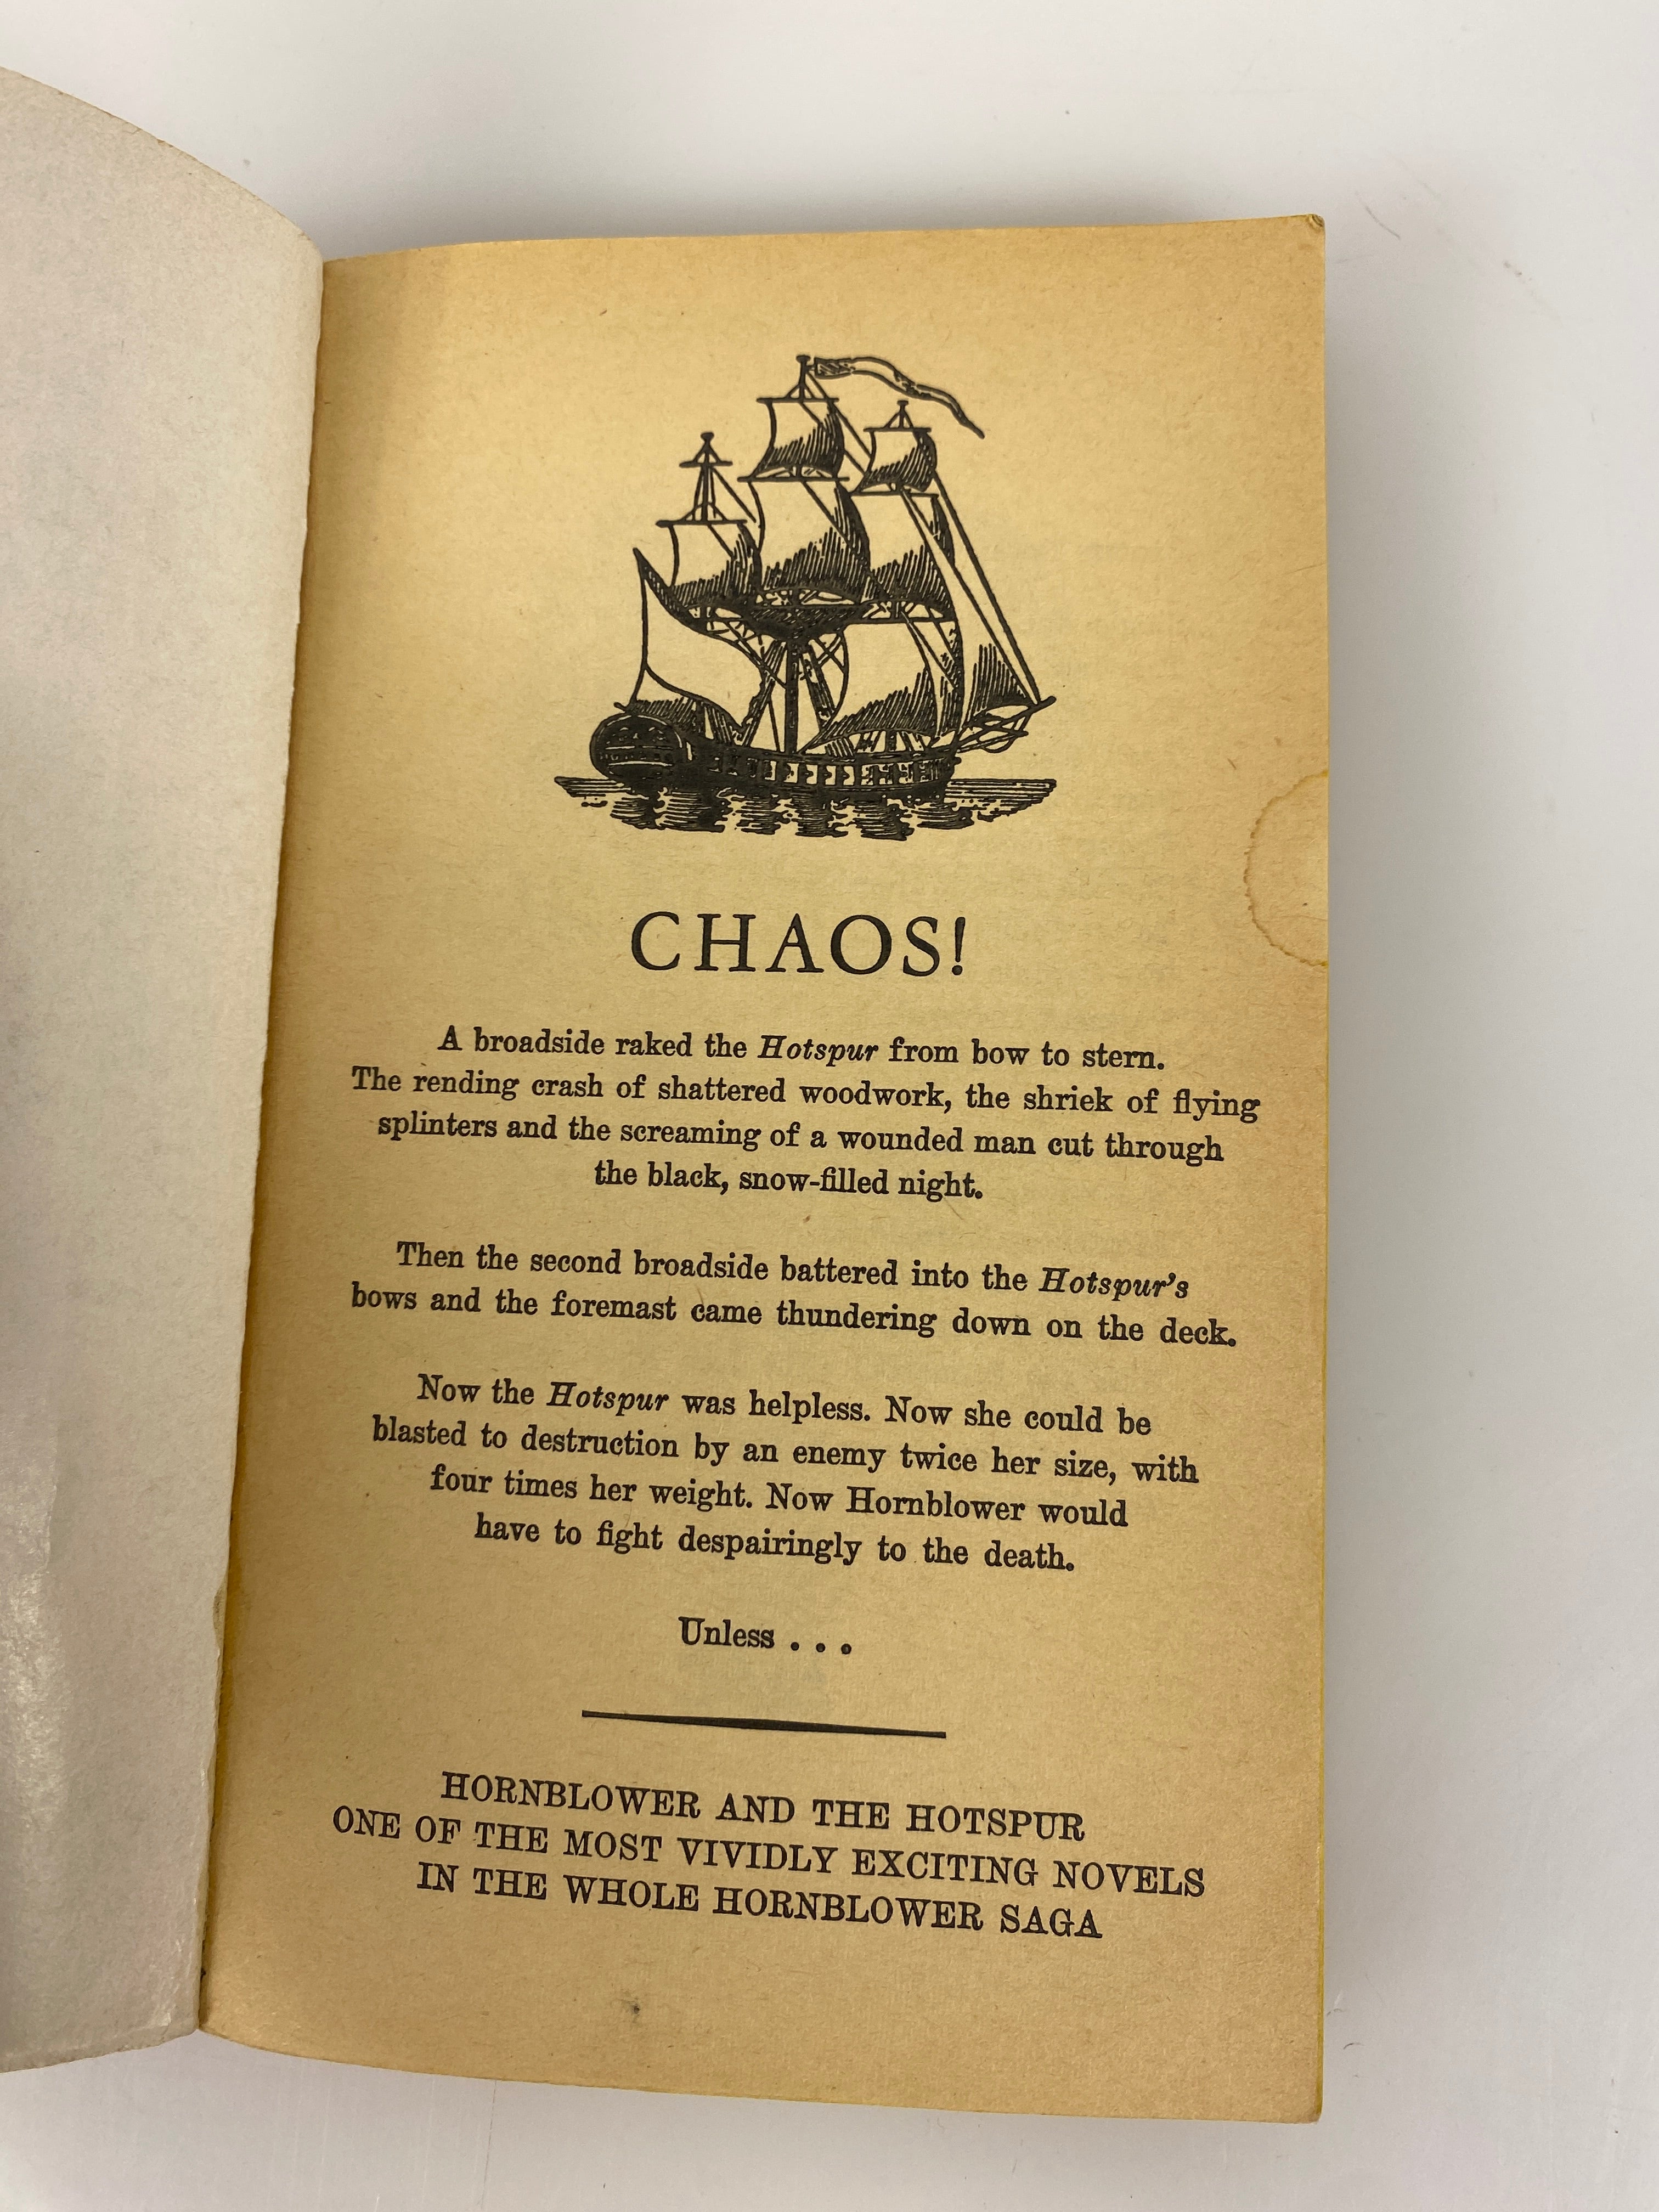 CHAOS!
A broadside raked the Hotspur from bow to stern.
The rending crash of shattered woodwork, the shriek of flying
splinters and the screaming of a wounded man cut through
the black, snow-filled night.
Then the second broadside battered into the Hotspur's
bows and the foremast came thundering down on the deck.
Now the Hotspur was helpless. Now she could be
blasted to destruction by an enemy twice her size, with
four times her weight. Now Hornblower would
have to fight despairingly to the death.
Unless . . .
HORNBLOWER AND THE HOTSPUR
ONE OF THE MOST VIVIDLY EXCITING NOVELS
IN THE WHOLE HORNBLOWER SAGA